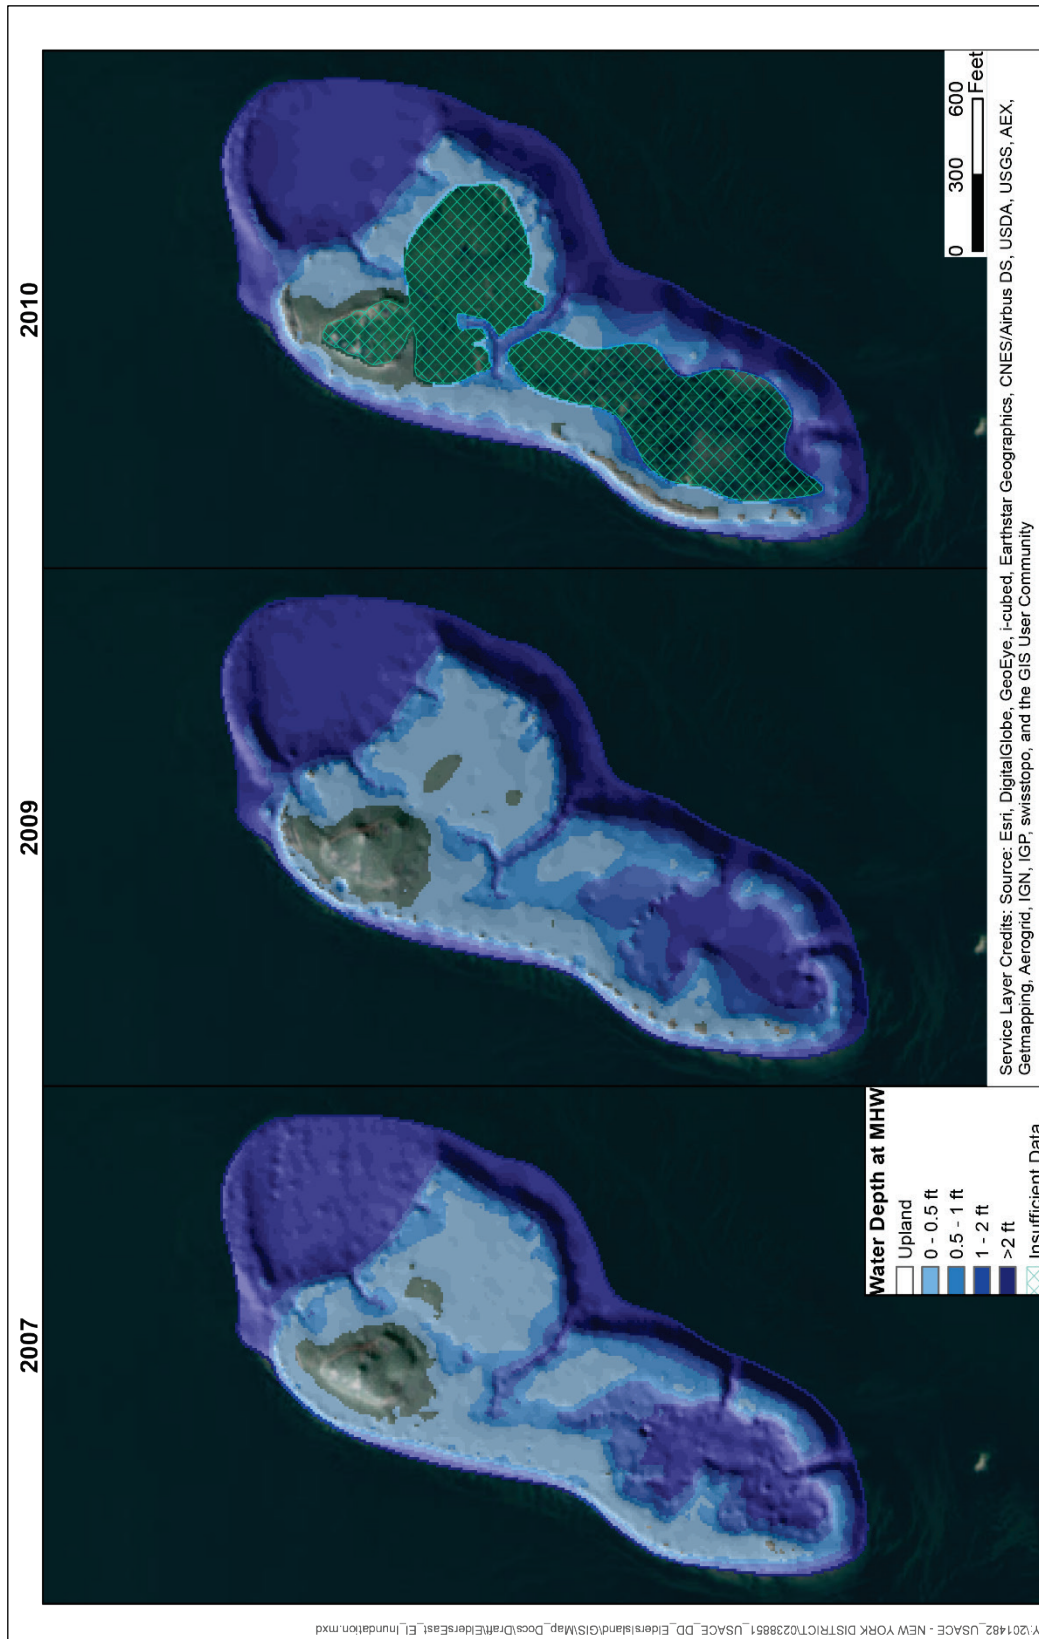 2007
2009
2010
Water Depth at MHW
Upland
0 - 0.5 ft
0.5 - 1 ft
1 - 2 ft
>2 ft
Insufficient Data
0 300 600
Feet
Service Layer Credits: Source: Esri, DigitalGlobe, GeoEye, i-cubed, Earthstar Geographics, CNES/Airbus DS, USDA, USGS, AEX,
Getmapping, Aerogrid, IGN, IGP, swisstopo, and the GIS User Community
Y:\201482_USACE - NEW YORK DISTRICT\0238851_USACE_DD_EldersIsland\GIS\Map_Docs\Draft\EldersEast_EI_Inundation.mxd